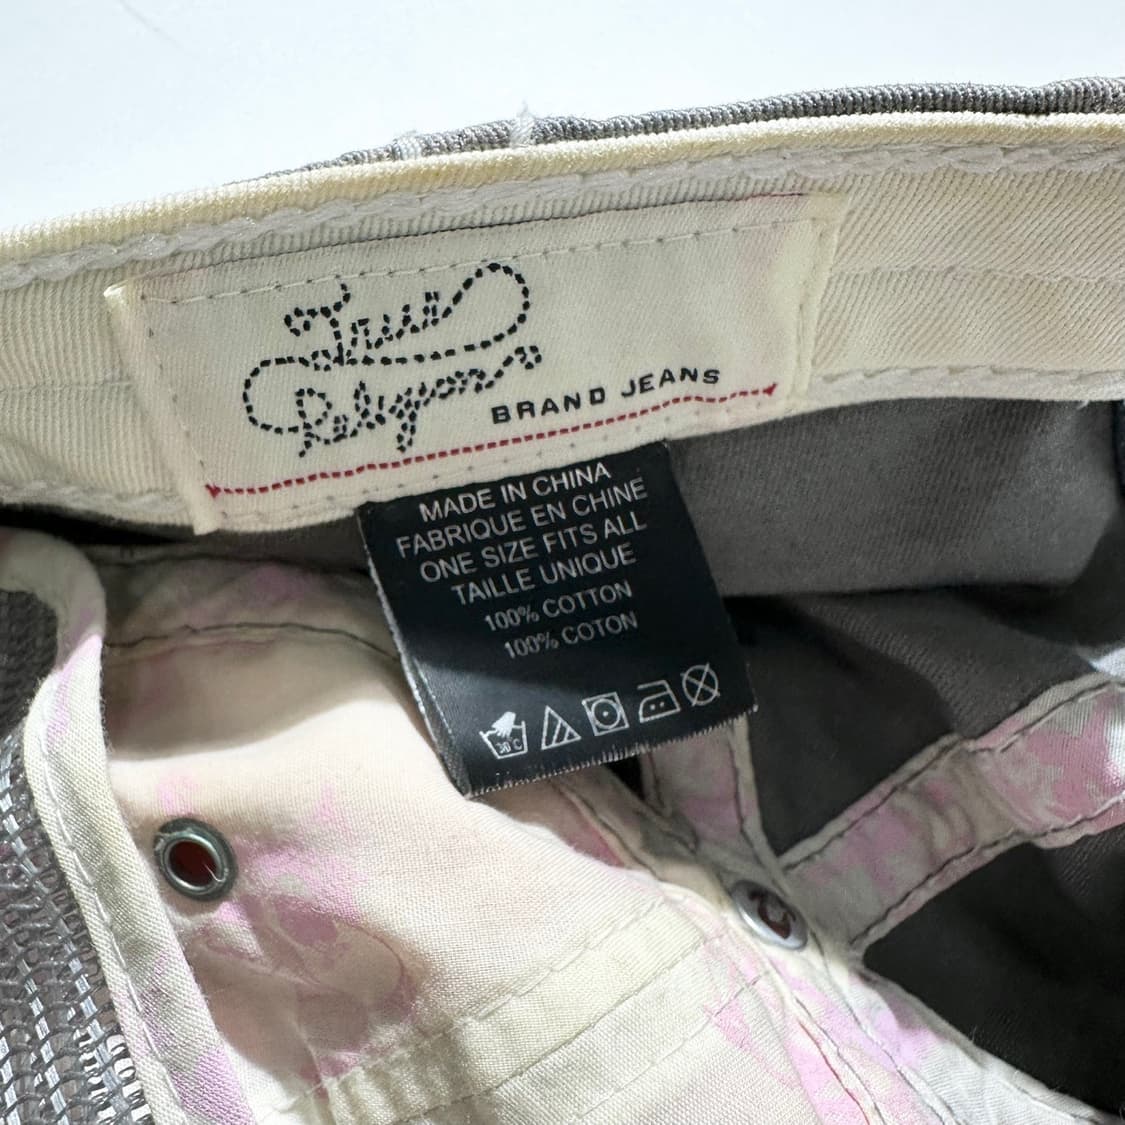 True
Religion
BRAND JEANS
MADE IN CHINA
FABRIQUE EN CHINE
ONE SIZE FITS ALL
TAILLE UNIQUE
100% COTTON
100% COTON
30 C